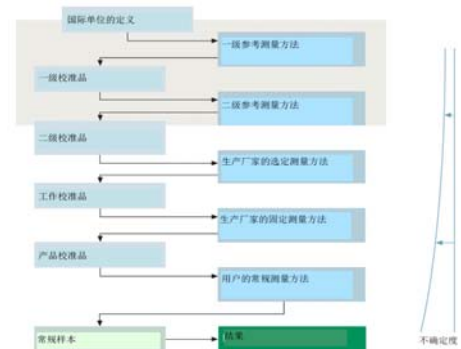 国际单位的定义
一级参考测量方法
一级校准品
二级参考测量方法
二级校准品
生产厂家的选定测量方法
工作校准品
生产厂家的固定测量方法
产品校准品
用户的常规测量方法
常规样本
结果
不确定度